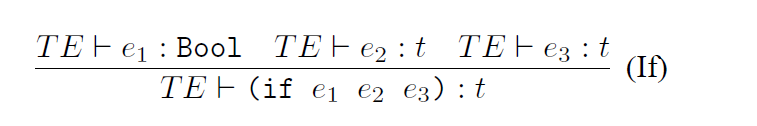 TE ⊢ e₁ : Bool TE ⊢ e₂ : t TE ⊢ e₃ : t
(If)
TE ⊢ (if e₁ e₂ e₃) : t